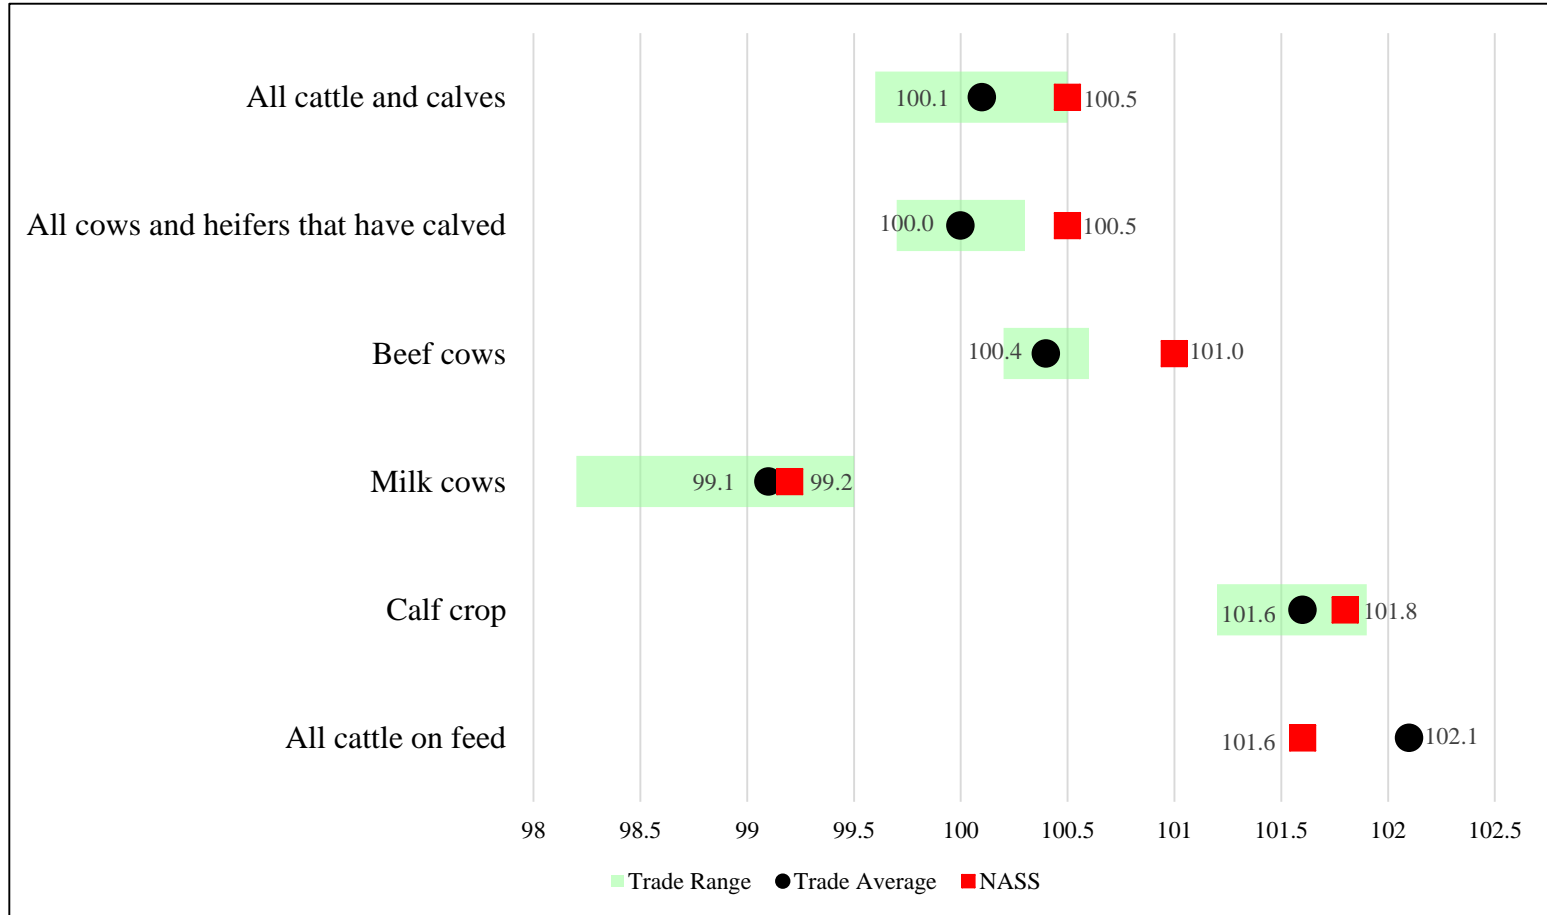 All cattle and calves
100.1
100.5
All cows and heifers that have calved
100.0
100.5
Beef cows
100.4
101.0
Milk cows
99.1
99.2
Calf crop
101.6
101.8
All cattle on feed
101.6
102.1
98 98.5 99 99.5 100 100.5 101 101.5 102 102.5
Trade Range Trade Average NASS